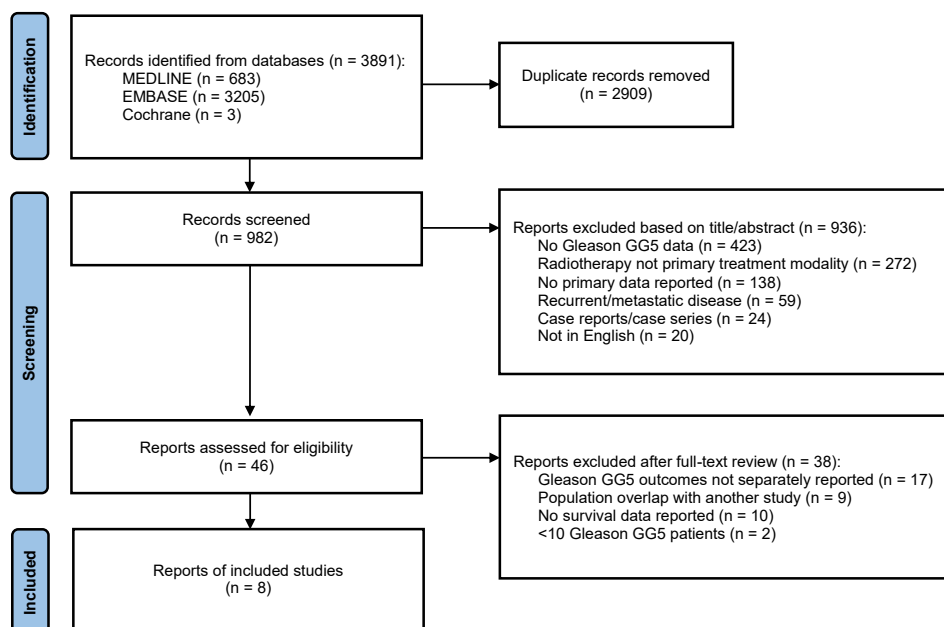 Identification
Records identified from databases (n = 3891):
MEDLINE (n = 683)
EMBASE (n = 3205)
Cochrane (n = 3)
Duplicate records removed
(n = 2909)
Screening
Records screened
(n = 982)
Reports excluded based on title/abstract (n = 936):
No Gleason GG5 data (n = 423)
Radiotherapy not primary treatment modality (n = 272)
No primary data reported (n = 138)
Recurrent/metastatic disease (n = 59)
Case reports/case series (n = 24)
Not in English (n = 20)
Reports assessed for eligibility
(n = 46)
Reports excluded after full-text review (n = 38):
Gleason GG5 outcomes not separately reported (n = 17)
Population overlap with another study (n = 9)
No survival data reported (n = 10)
<10 Gleason GG5 patients (n = 2)
Included
Reports of included studies
(n = 8)